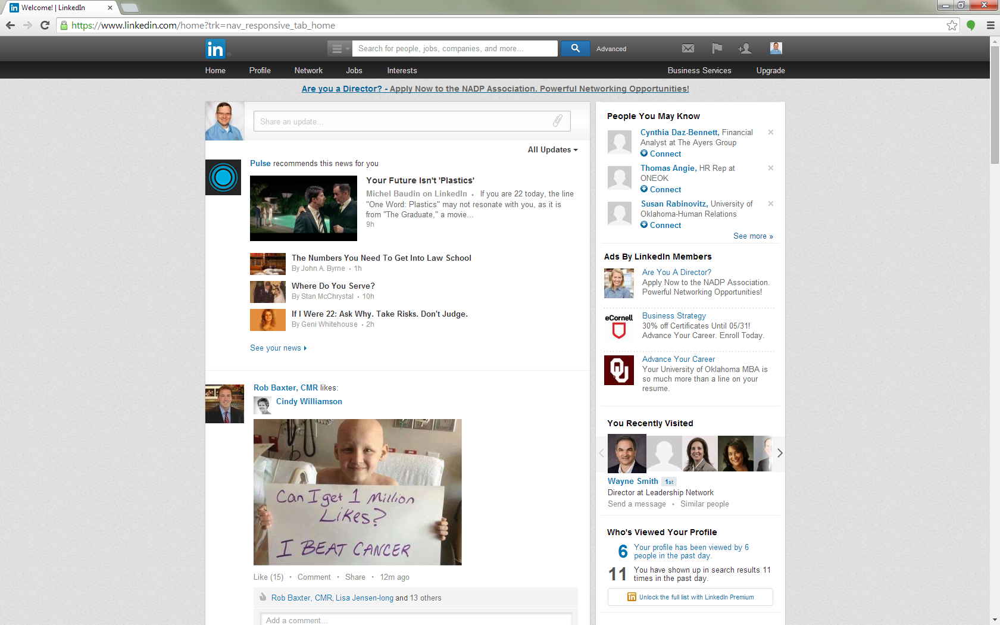 Welcome! | LinkedIn
https://www.linkedin.com/home?trk=nav_responsive_tab_home
in
Search for people, jobs, companies, and more...
Advanced
Home Profile Network Jobs Interests Business Services Upgrade
Are you a Director? - Apply Now to the NADP Association. Powerful Networking Opportunities!
Share an update...
All Updates
Pulse recommends this news for you
Your Future Isn't 'Plastics'
Michel Baudin on LinkedIn • If you are 22 today, the line
"One Word: Plastics" may not resonate with you, as it is
from "The Graduate," a movie...
9h
The Numbers You Need To Get Into Law School
By John A. Byrne • 1h
Where Do You Serve?
By Stan McChrystal • 10h
If I Were 22: Ask Why. Take Risks. Don't Judge.
By Geni Whitehouse • 2h
See your news
Rob Baxter, CMR likes:
Cindy Williamson
Can I get 1 Million
Likes?
I BEAT CANCER
Like (15) • Comment • Share • 12m ago
Rob Baxter, CMR, Lisa Jensen-long and 13 others
Add a comment...
People You May Know
Cynthia Daz-Bennett, Financial
Analyst at The Ayers Group
Connect
Thomas Angie, HR Rep at
ONEOK
Connect
Susan Rabinovitz, University of
Oklahoma-Human Relations
Connect
See more »
Ads By LinkedIn Members
Are You A Director?
Apply Now to the NADP Association.
Powerful Networking Opportunities!
eCornell
Business Strategy
30% off Certificates Until 05/31!
Advance Your Career. Enroll Today.
OU
Advance Your Career
Your University of Oklahoma MBA is
so much more than a line on your
resume.
You Recently Visited
Wayne Smith 1st
Director at Leadership Network
Send a message • Similar people
Who's Viewed Your Profile
6 Your profile has been viewed by 6
people in the past day.
11 You have shown up in search results 11
times in the past day.
in Unlock the full list with LinkedIn Premium